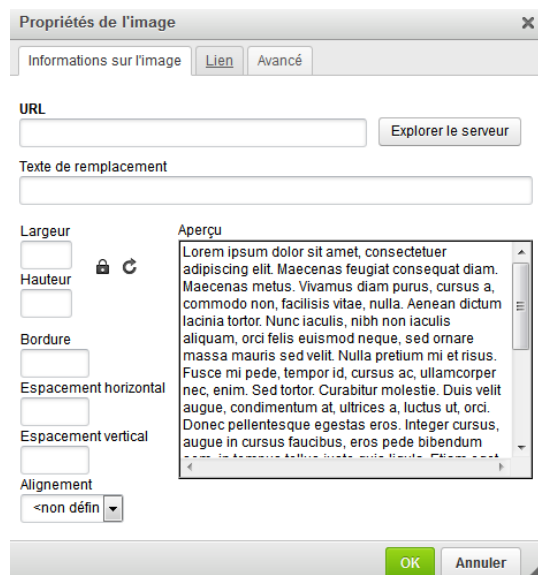 Propriétés de l'image
Informations sur l'image Lien Avancé
URL
Explorer le serveur
Texte de remplacement
Largeur
Hauteur
Bordure
Espacement horizontal
Espacement vertical
Alignement
<non défin
Aperçu
Lorem ipsum dolor sit amet, consectetuer
adipiscing elit. Maecenas feugiat consequat diam.
Maecenas metus. Vivamus diam purus, cursus a,
commodo non, facilisis vitae, nulla. Aenean dictum
lacinia tortor. Nunc iaculis, nibh non iaculis
aliquam, orci felis euismod neque, sed ornare
massa mauris sed velit. Nulla pretium mi et risus.
Fusce mi pede, tempor id, cursus ac, ullamcorper
nec, enim. Sed tortor. Curabitur molestie. Duis velit
augue, condimentum at, ultrices a, luctus ut, orci.
Donec pellentesque egestas eros. Integer cursus,
augue in cursus faucibus, eros pede bibendum
OK Annuler